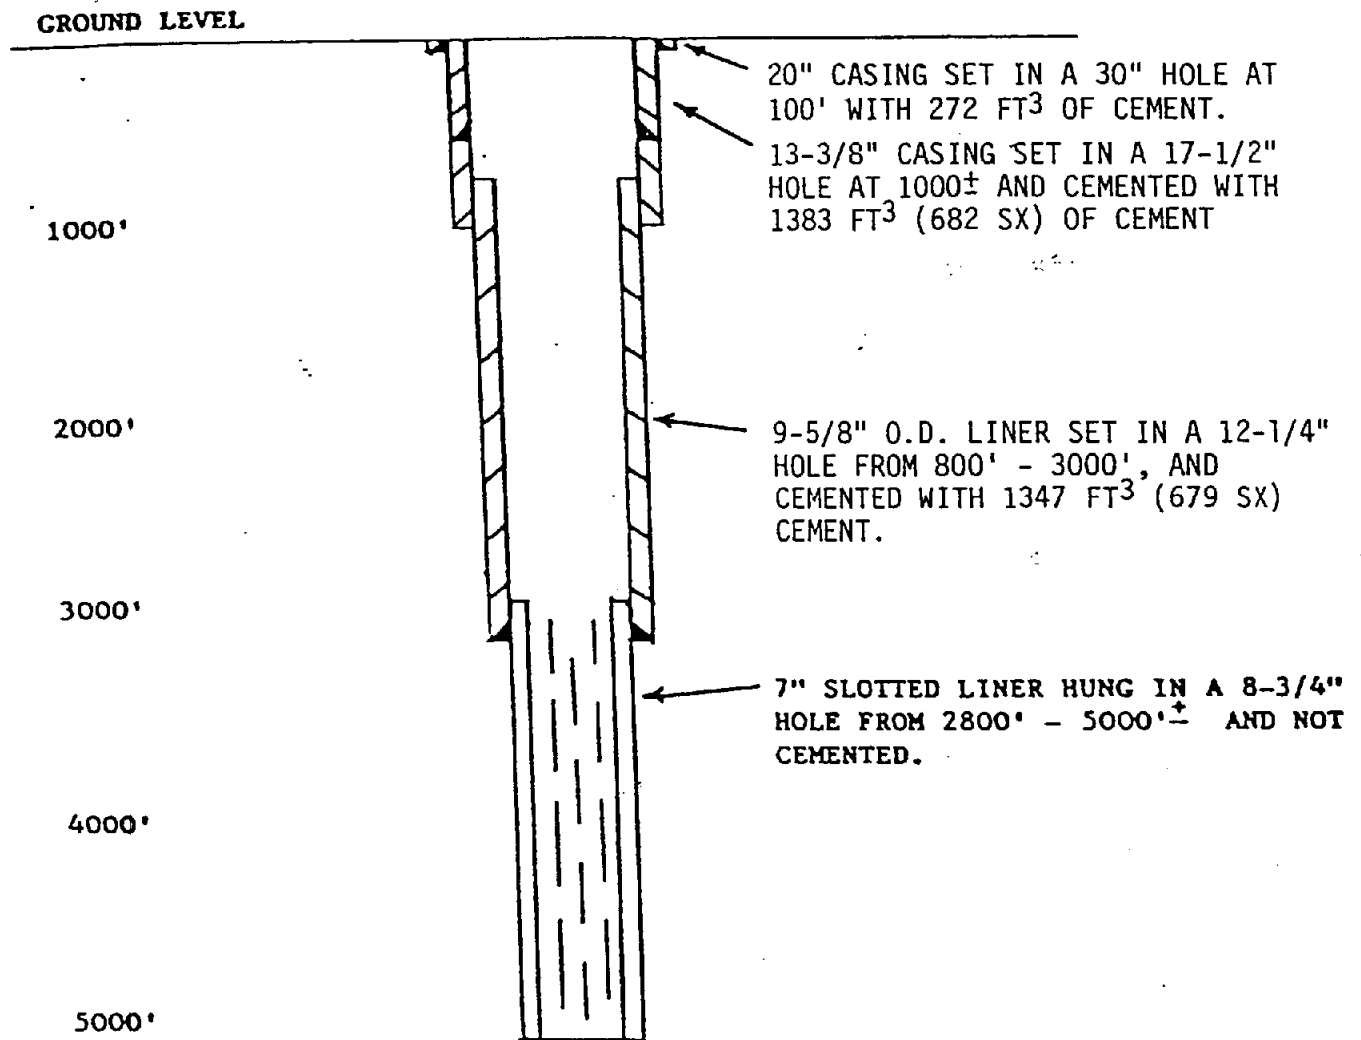 GROUND LEVEL
20" CASING SET IN A 30" HOLE AT
100' WITH 272 FT3 OF CEMENT.
13-3/8" CASING SET IN A 17-1/2"
HOLE AT 1000± AND CEMENTED WITH
1383 FT3 (682 SX) OF CEMENT
1000'
2000'
9-5/8" O.D. LINER SET IN A 12-1/4"
HOLE FROM 800' - 3000', AND
CEMENTED WITH 1347 FT3 (679 SX)
CEMENT.
3000'
7" SLOTTED LINER HUNG IN A 8-3/4"
HOLE FROM 2800' - 5000'± AND NOT
CEMENTED.
4000'
5000'